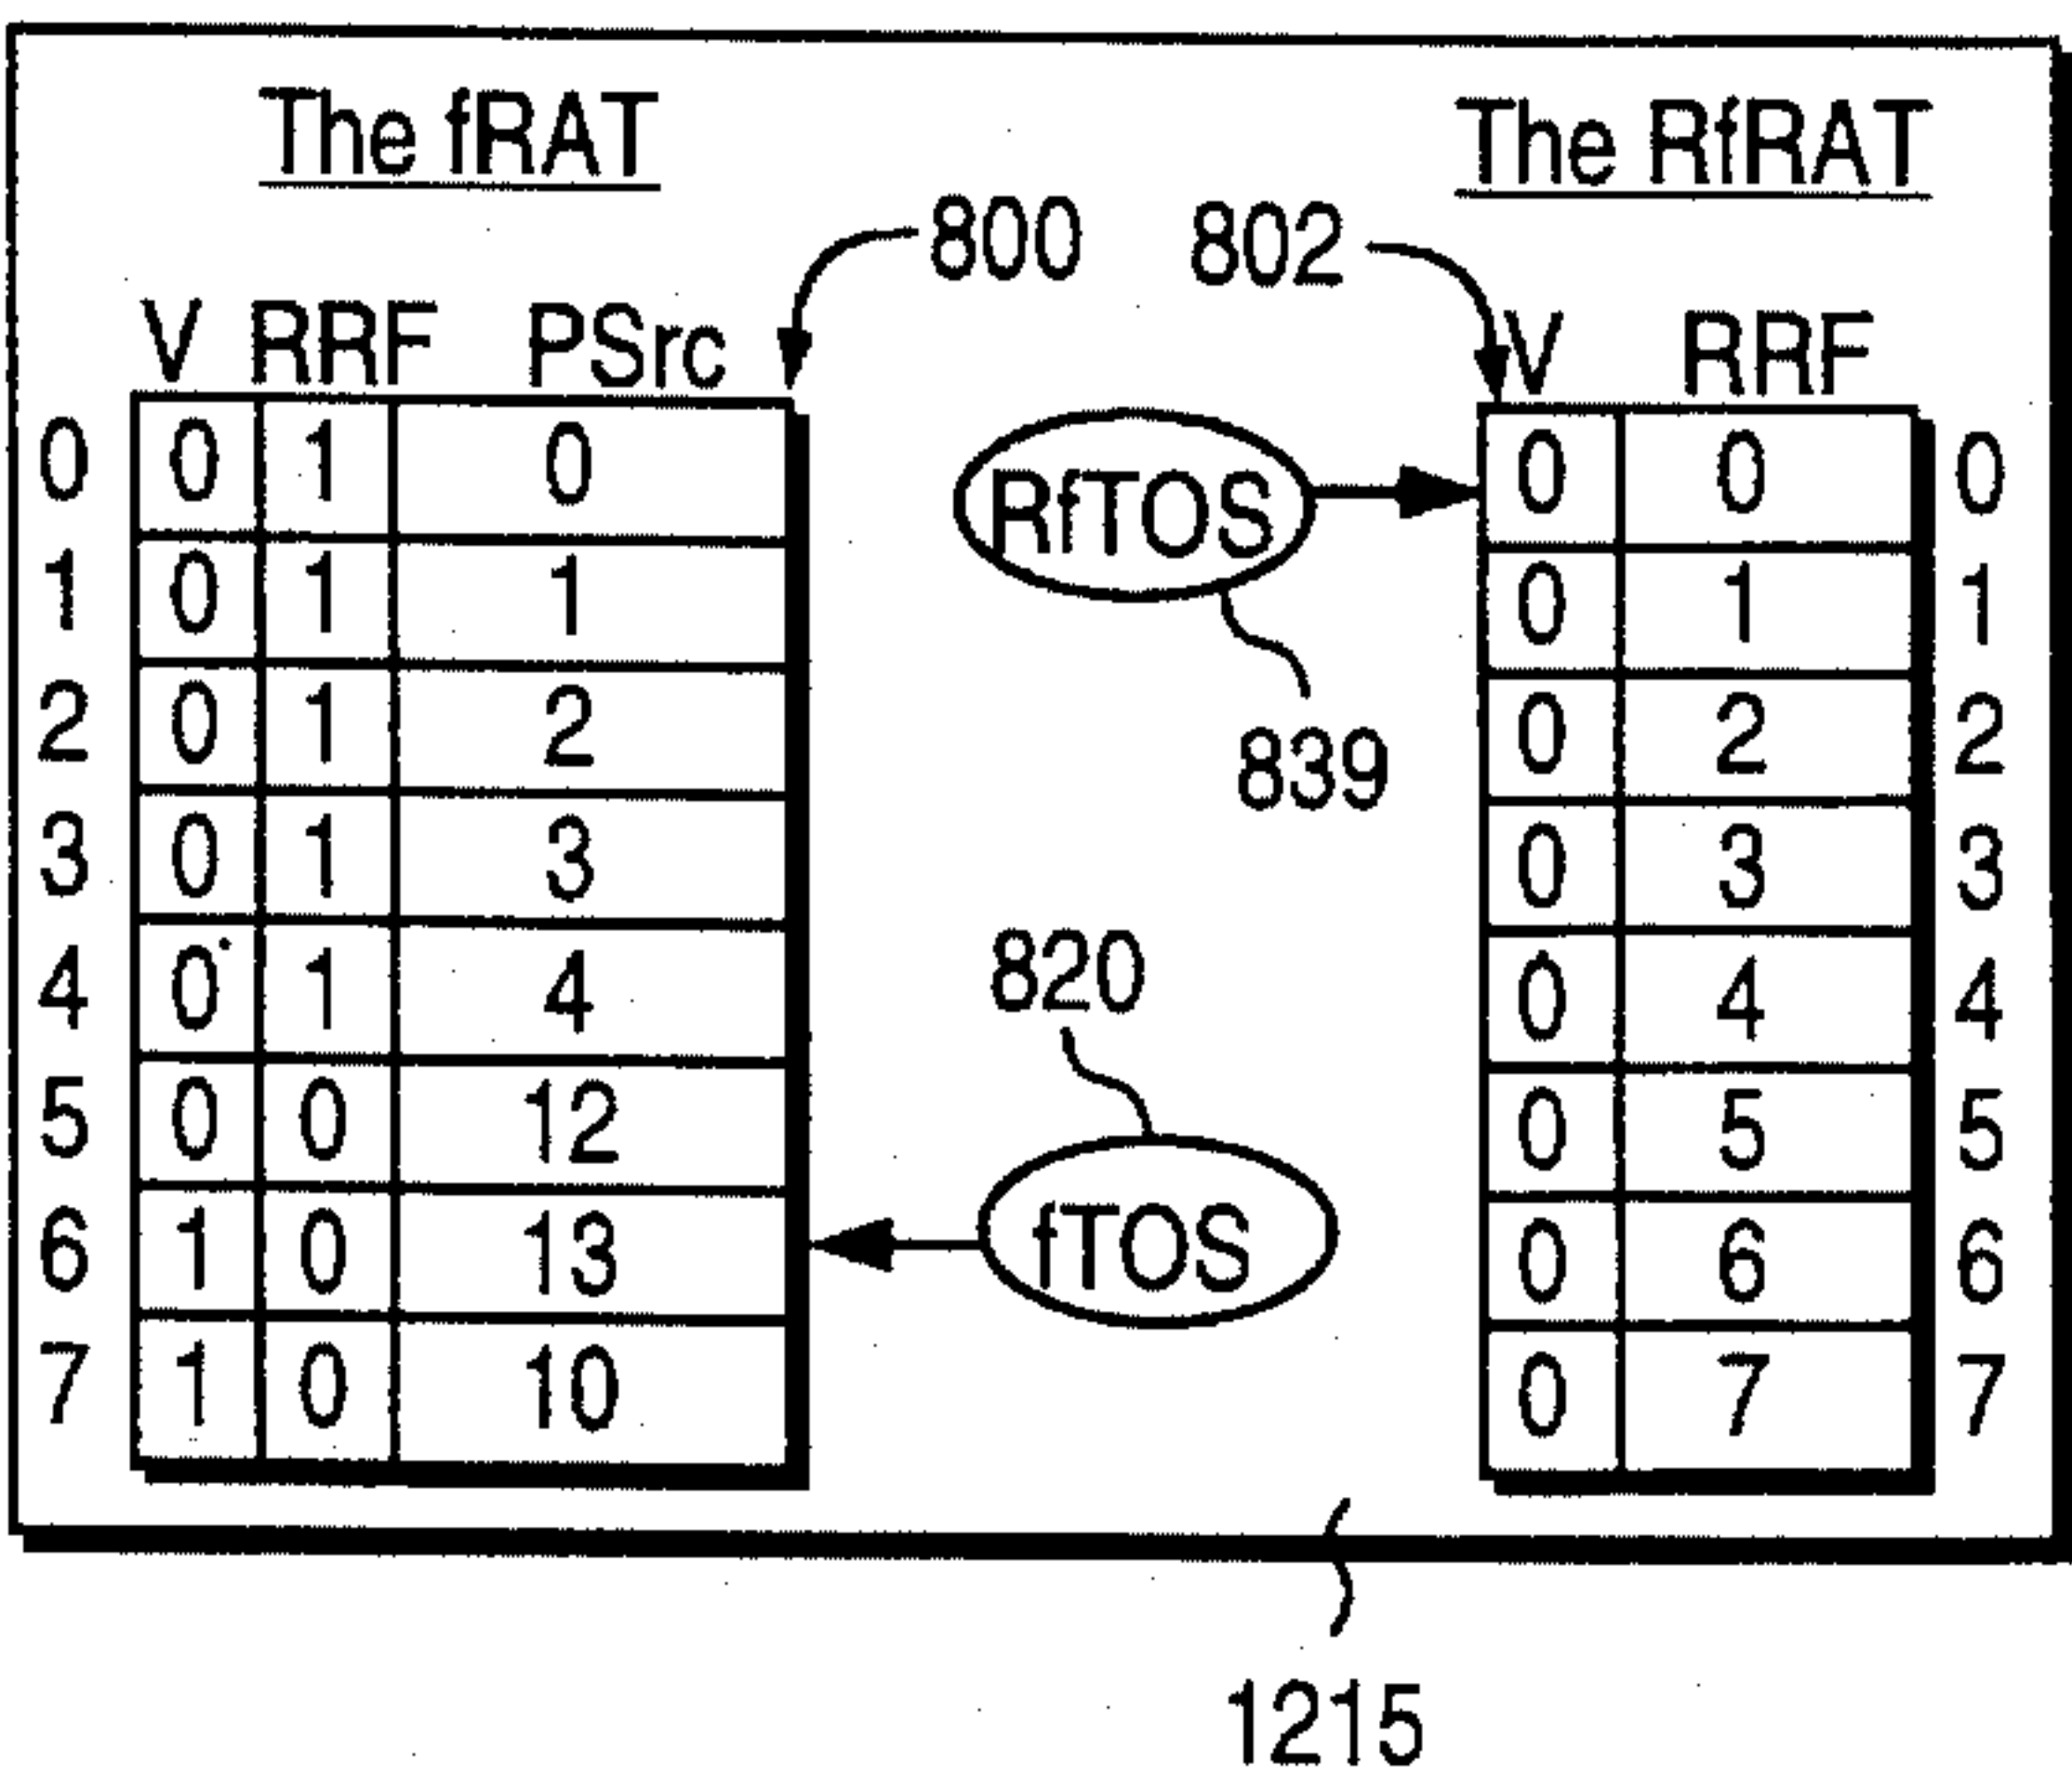 The fRAT The RfRAT
800 802
V RRF PSrc V RRF
0 0 1 0 RfTOS 0 0 0
1 0 1 1 0 1 1
2 0 1 2 839 0 2 2
3 0 1 3 0 3 3
4 0 1 4 820 0 4 4
5 0 0 12 0 5 5
6 1 0 13 fTOS 0 6 6
7 1 0 10 0 7 7
1215